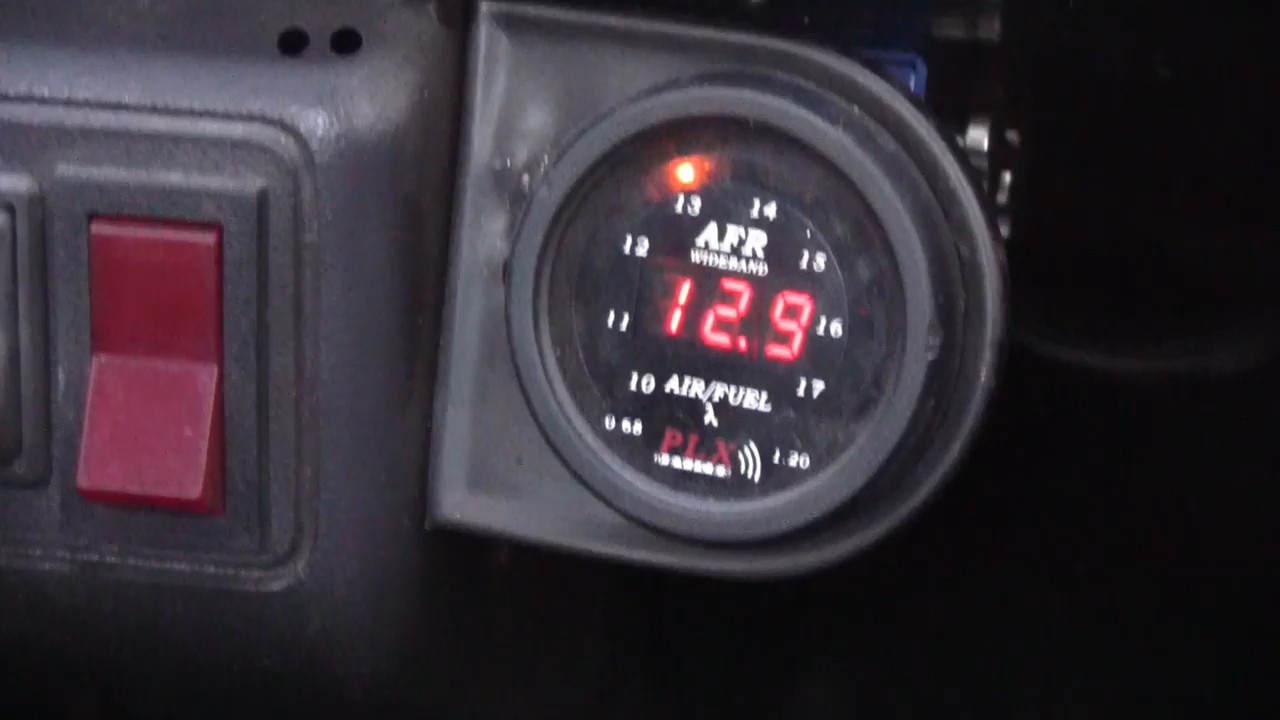 13 14
12 AFR 15
WIDEBAND
11 12.9 16
10 AIR/FUEL 17
λ
0.68 PLX 1.20